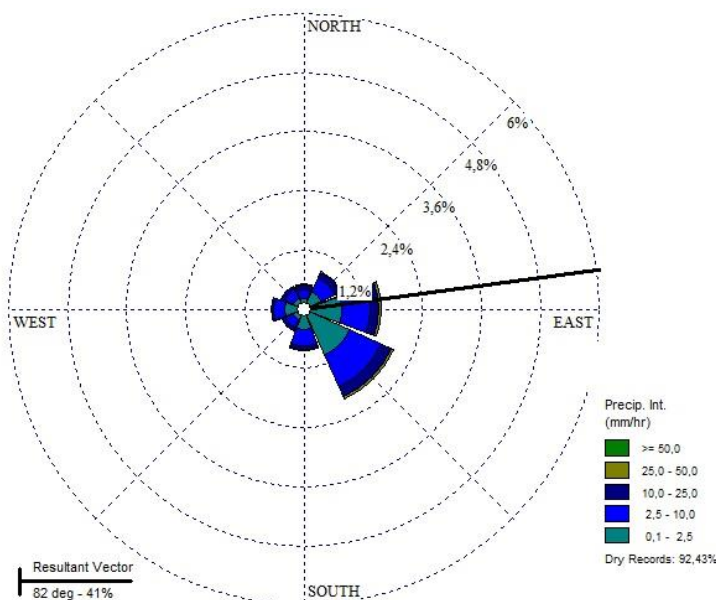 NORTH
6%
4,8%
3,6%
2,4%
1,2%
WEST
EAST
SOUTH
Precip. Int.
(mm/hr)
>= 50,0
25,0 - 50,0
10,0 - 25,0
2,5 - 10,0
0,1 - 2,5
Dry Records: 92,43%
Resultant Vector
82 deg - 41%